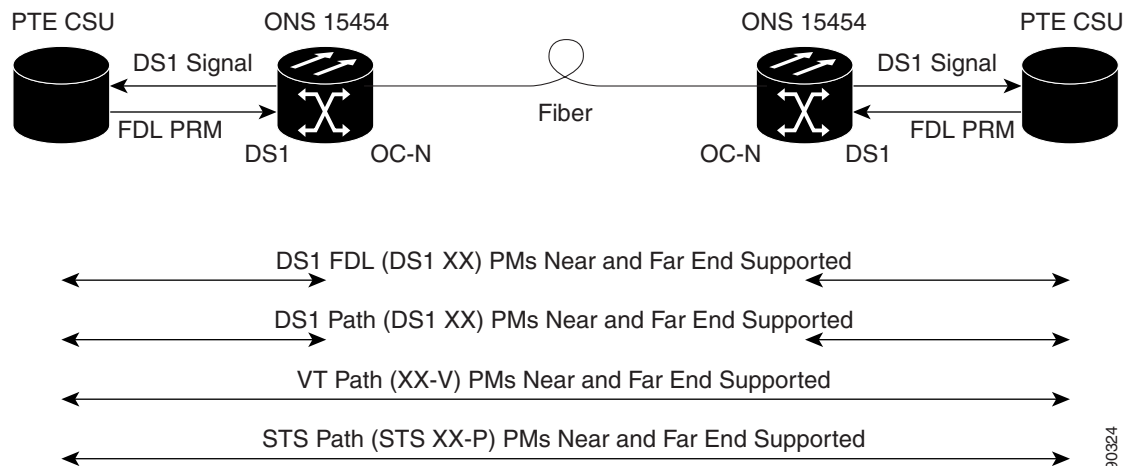 PTE CSU
ONS 15454
ONS 15454
PTE CSU
DS1 Signal
DS1 Signal
Fiber
FDL PRM
FDL PRM
DS1
OC-N
OC-N
DS1
DS1 FDL (DS1 XX) PMs Near and Far End Supported
DS1 Path (DS1 XX) PMs Near and Far End Supported
VT Path (XX-V) PMs Near and Far End Supported
STS Path (STS XX-P) PMs Near and Far End Supported
90324